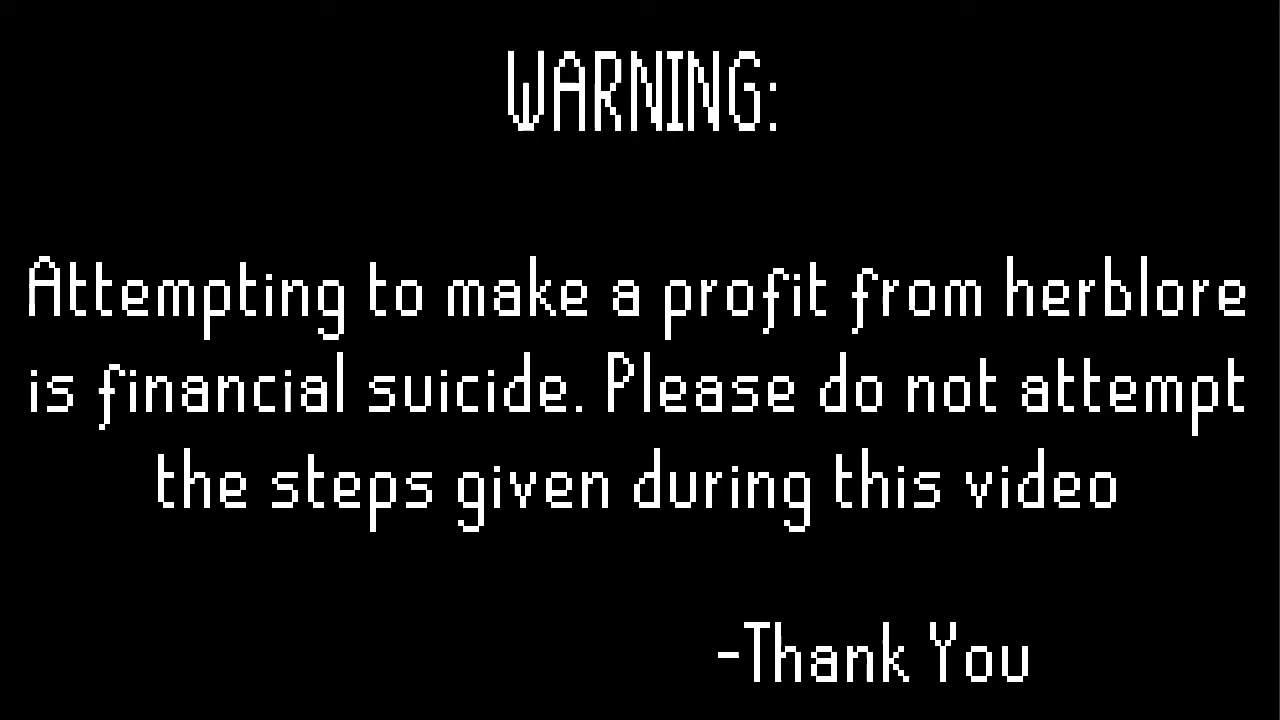 WARNING:
Attempting to make a profit from herblore
is financial suicide. Please do not attempt
the steps given during this video
-Thank You